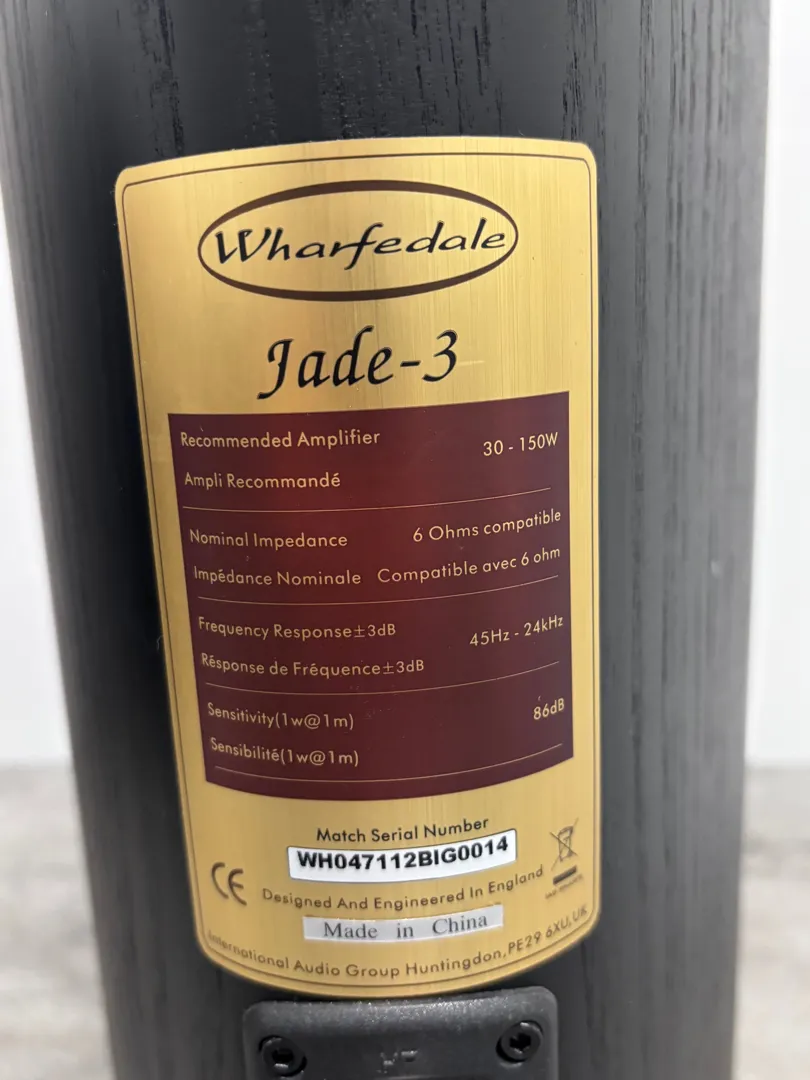 Wharfedale
Jade-3
Recommended Amplifier 30 - 150W
Ampli Recommandé
Nominal Impedance 6 Ohms compatible
Impédance Nominale Compatible avec 6 ohm
Frequency Response±3dB 45Hz - 24kHz
Résponse de Fréquence±3dB
Sensitivity(1w@1m) 86dB
Sensibilité(1w@1m)
Match Serial Number
WH047112BIG0014
CE
Designed And Engineered In England
Made in China
International Audio Group Huntingdon, PE29 6XU, UK